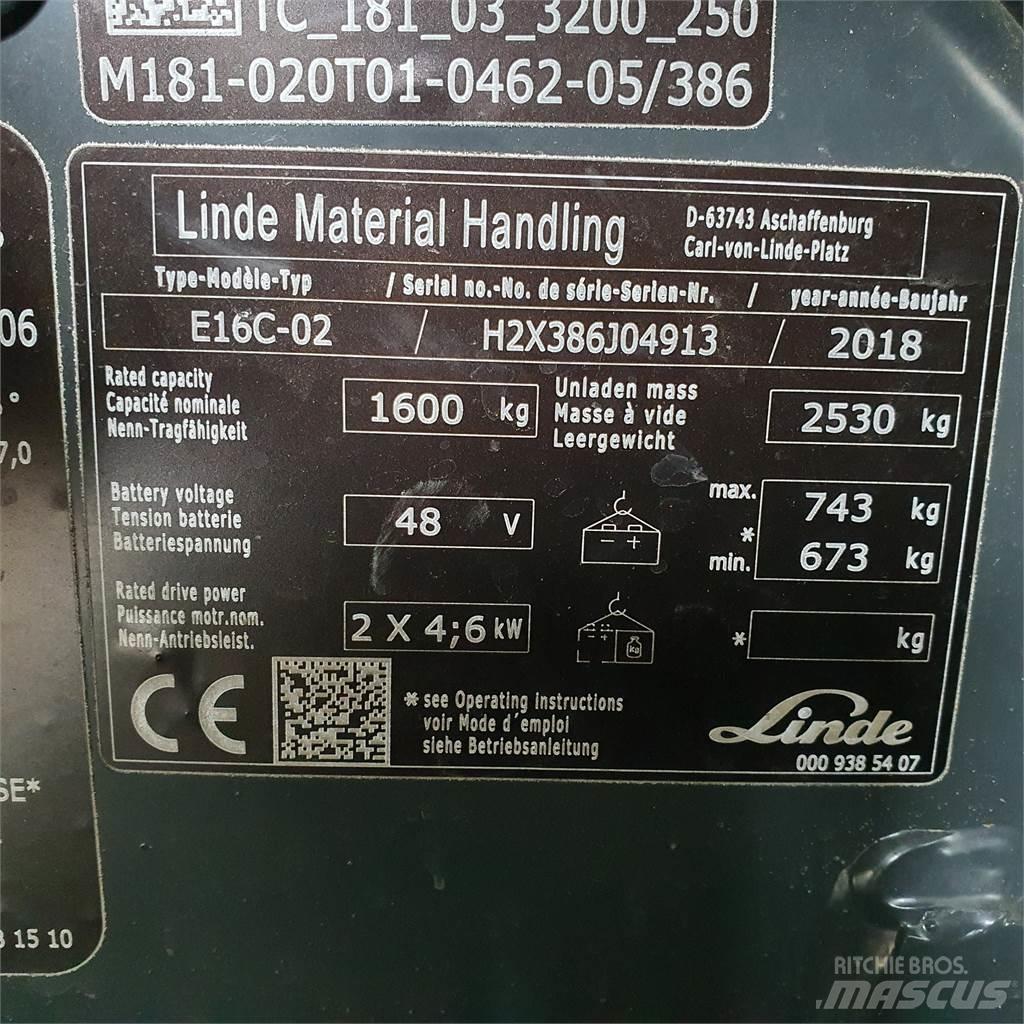 TC_181_03_3200_250
M181-020T01-0462-05/386
Linde Material Handling
D-63743 Aschaffenburg
Carl-von-Linde-Platz
Type-Modèle-Typ / Serial no.-No. de série-Serien-Nr. / year-année-Baujahr
E16C-02 / H2X386J04913 / 2018
Rated capacity
Capacité nominale
Nenn-Tragfähigkeit
1600 kg
Unladen mass
Masse à vide
Leergewicht
2530 kg
Battery voltage
Tension batterie
Batteriespannung
48 V
- +
max. 743 kg
*
min. 673 kg
Rated drive power
Puissance motr.nom.
Nenn-Antriebsleist.
2 X 4;6 kW
kg
* kg
CE
* see Operating instructions
voir Mode d'emploi
siehe Betriebsanleitung
Linde
000 938 54 07
06
°
7,0
SE*
15 10
RITCHIE BROS.
MASCUS